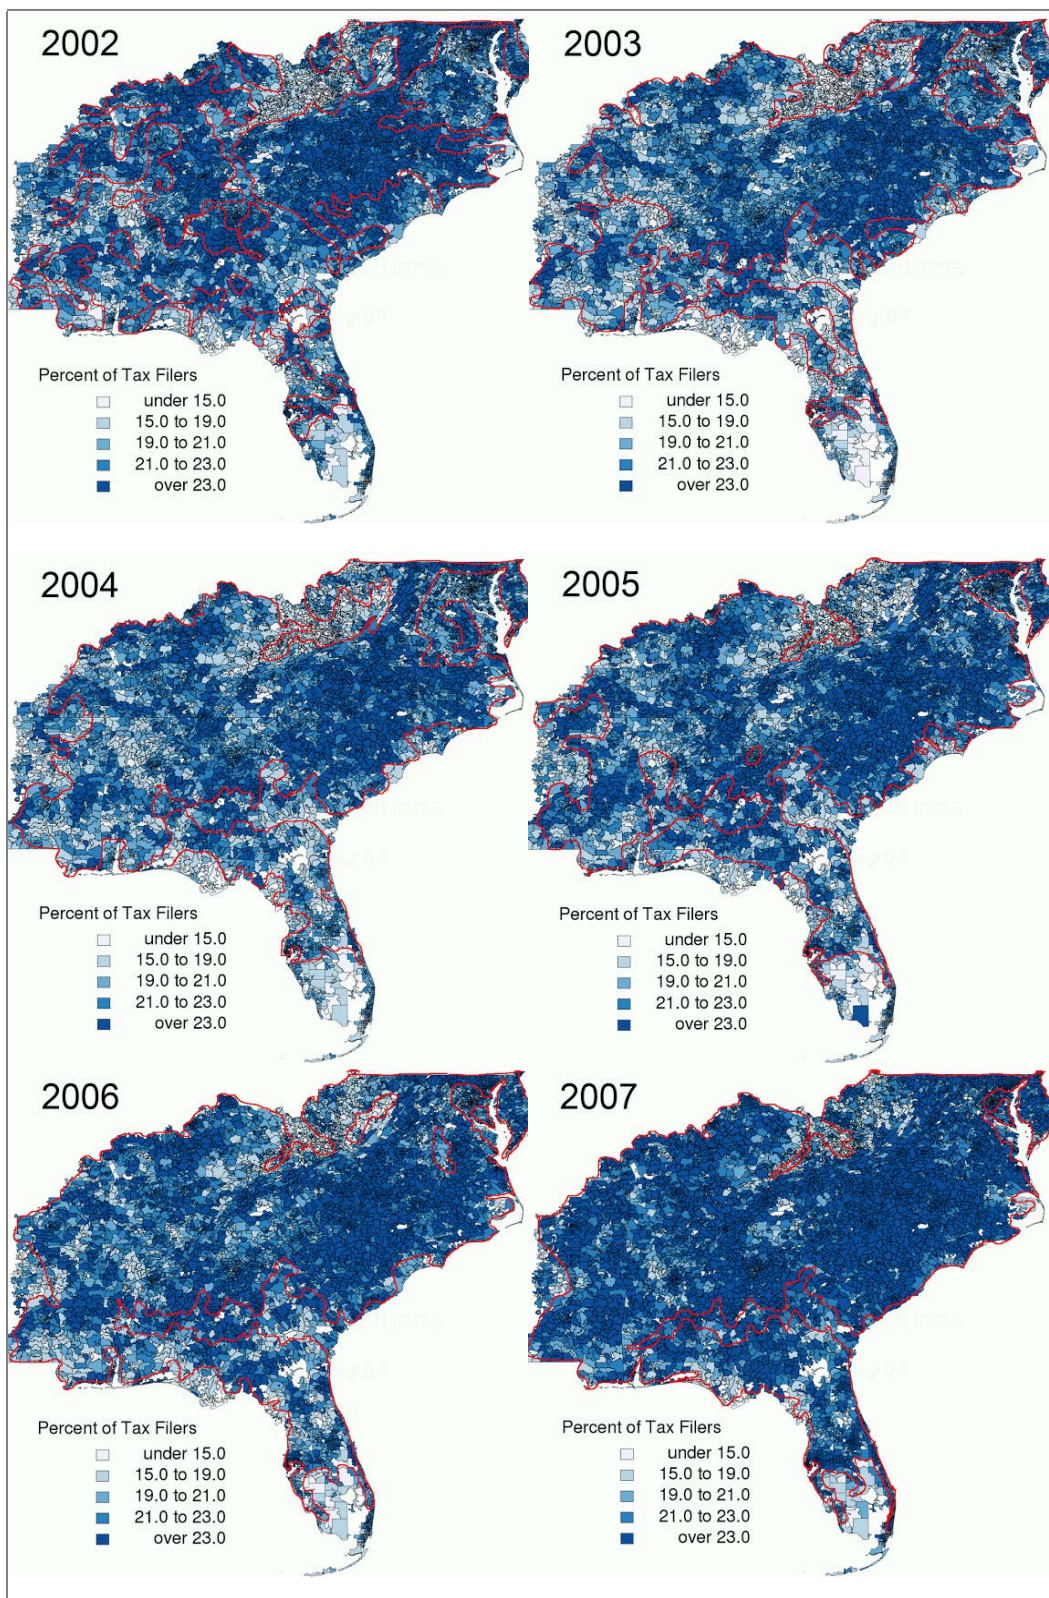 2002
2003
Percent of Tax Filers
under 15.0
15.0 to 19.0
19.0 to 21.0
21.0 to 23.0
over 23.0
Percent of Tax Filers
under 15.0
15.0 to 19.0
19.0 to 21.0
21.0 to 23.0
over 23.0
2004
2005
Percent of Tax Filers
under 15.0
15.0 to 19.0
19.0 to 21.0
21.0 to 23.0
over 23.0
Percent of Tax Filers
under 15.0
15.0 to 19.0
19.0 to 21.0
21.0 to 23.0
over 23.0
2006
2007
Percent of Tax Filers
under 15.0
15.0 to 19.0
19.0 to 21.0
21.0 to 23.0
over 23.0
Percent of Tax Filers
under 15.0
15.0 to 19.0
19.0 to 21.0
21.0 to 23.0
over 23.0